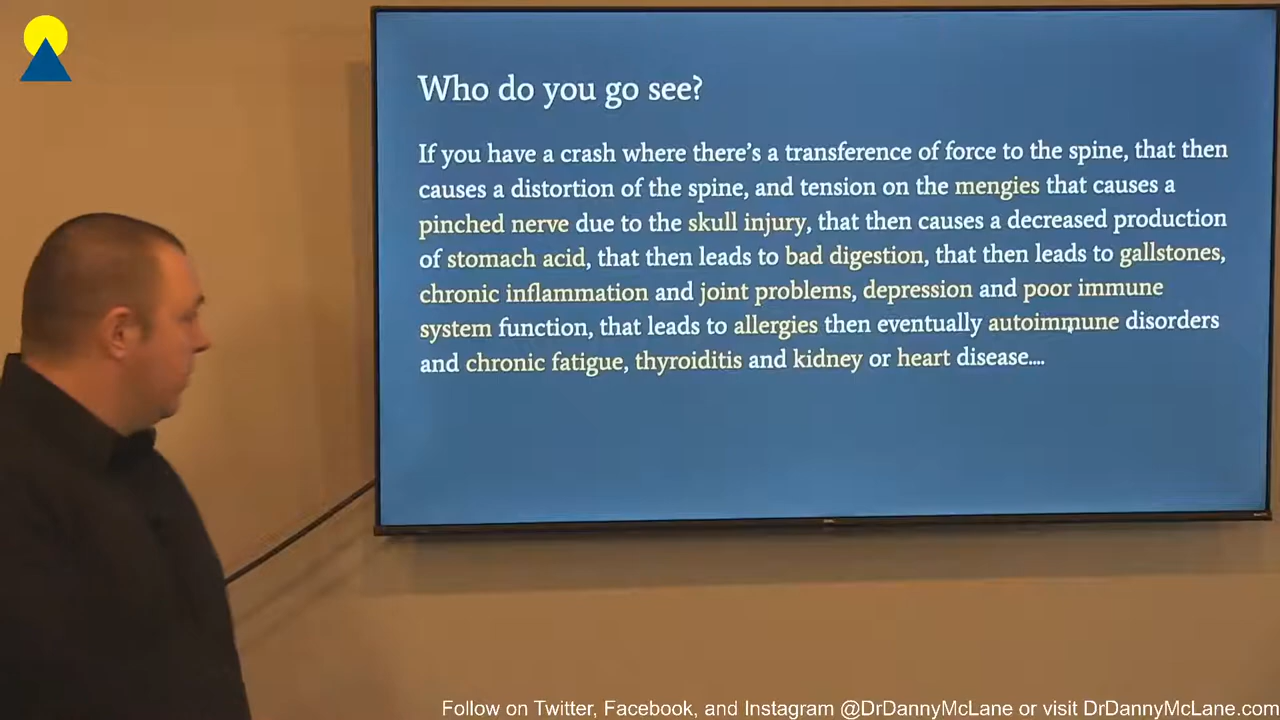 Who do you go see?
If you have a crash where there's a transference of force to the spine, that then
causes a distortion of the spine, and tension on the mengies that causes a
pinched nerve due to the skull injury, that then causes a decreased production
of stomach acid, that then leads to bad digestion, that then leads to gallstones,
chronic inflammation and joint problems, depression and poor immune
system function, that leads to allergies then eventually autoimmune disorders
and chronic fatigue, thyroiditis and kidney or heart disease....
Follow on Twitter, Facebook, and Instagram @DrDannyMcLane or visit DrDannyMcLane.com